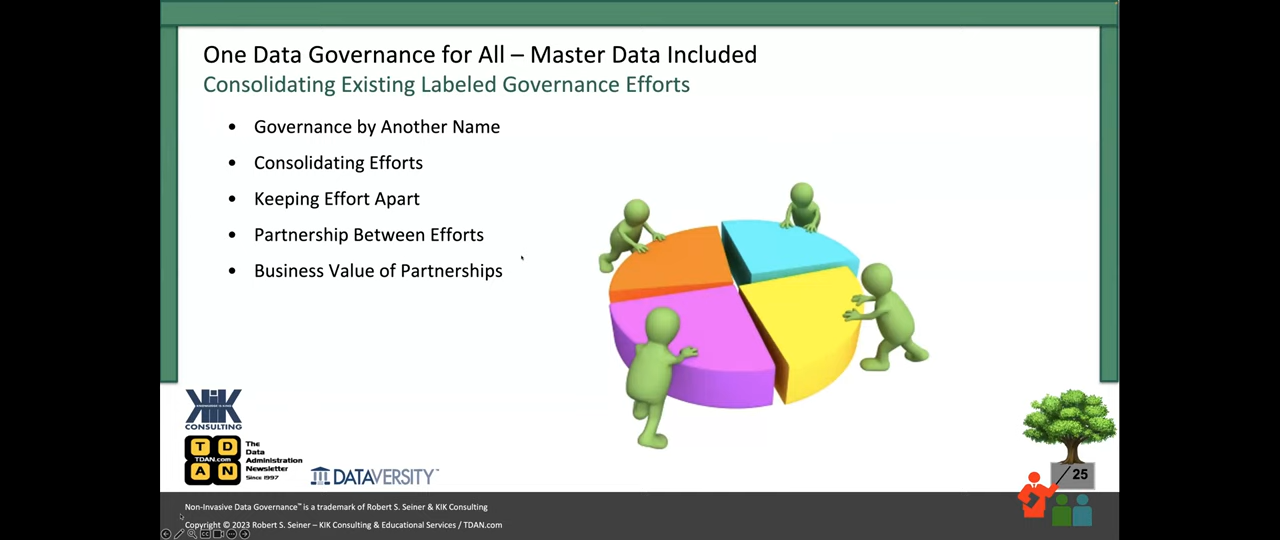 One Data Governance for All – Master Data Included
Consolidating Existing Labeled Governance Efforts
• Governance by Another Name
• Consolidating Efforts
• Keeping Effort Apart
• Partnership Between Efforts
• Business Value of Partnerships
KIK
CONSULTING
T D
TDAN.com
A N
The
Data
Administration
Newsletter
Since 1997
DATAVERSITY™
25
Non-Invasive Data Governance™ is a trademark of Robert S. Seiner & KIK Consulting
Copyright © 2023 Robert S. Seiner – KIK Consulting & Educational Services / TDAN.com